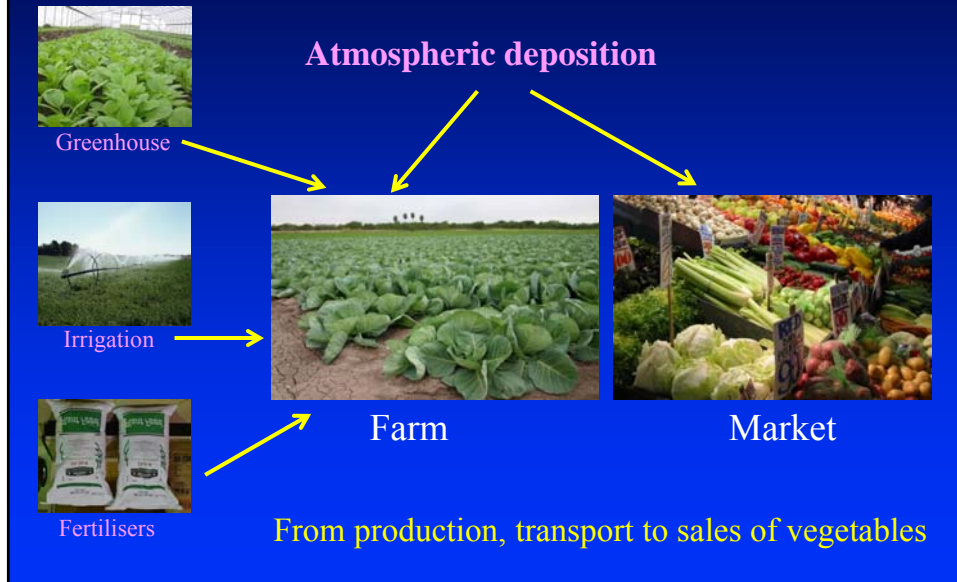 Atmospheric deposition
Greenhouse
Irrigation
Farm
Market
Fertilisers
From production, transport to sales of vegetables